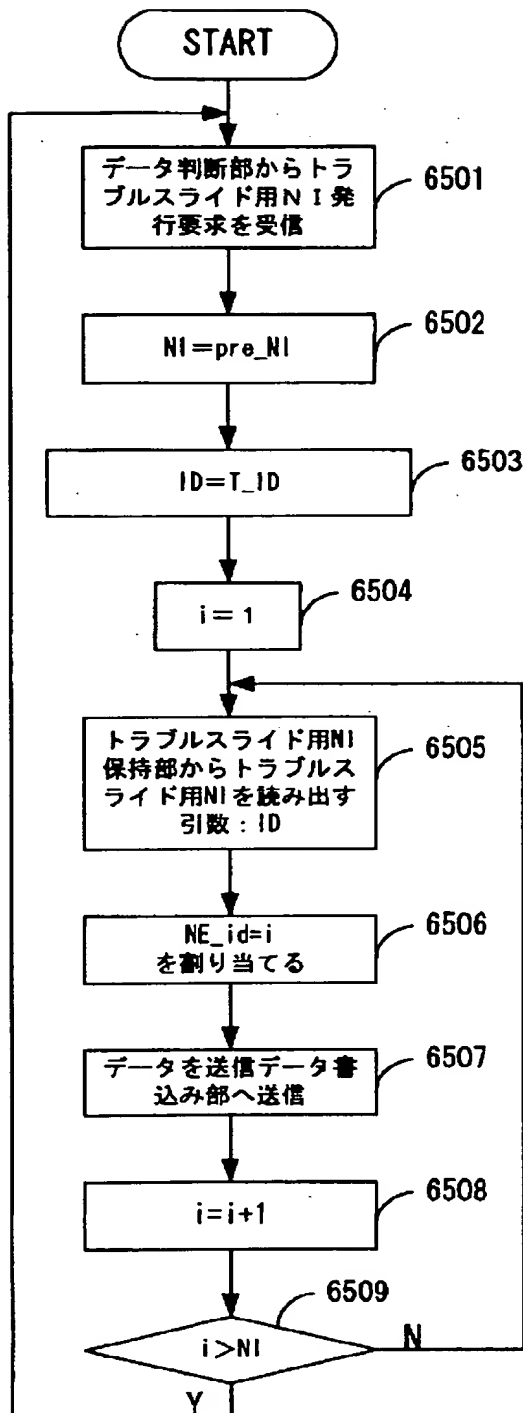 START
データ判断部からトラ
ブルスライド用ＮＩ発
行要求を受信
6501
NI＝pre_NI
6502
ID＝T_ID
6503
i＝1
6504
トラブルスライド用NI
保持部からトラブルス
ライド用NIを読み出す
引数：ID
6505
NE_id=i
を割り当てる
6506
データを送信データ書
込み部へ送信
6507
i=i+1
6508
6509
i＞NI
N
Y